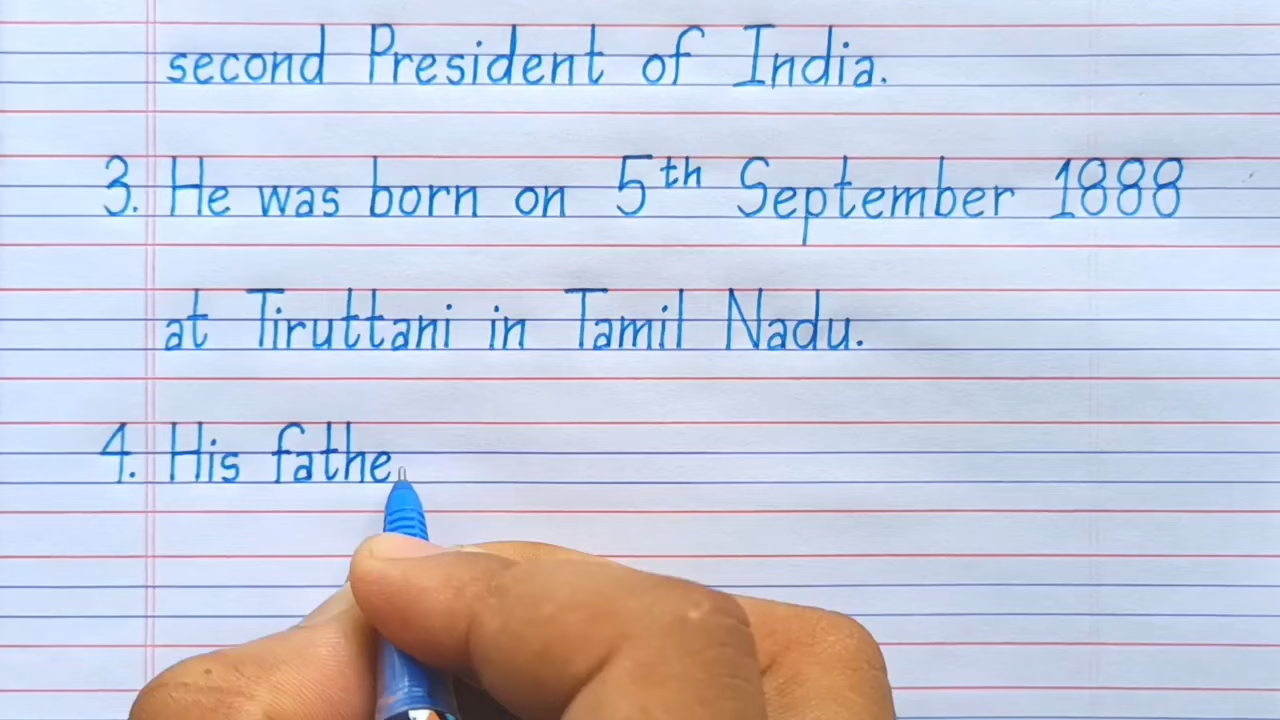 second President of India.
3. He was born on 5th September 1888
at Tiruttani in Tamil Nadu.
4. His fathe